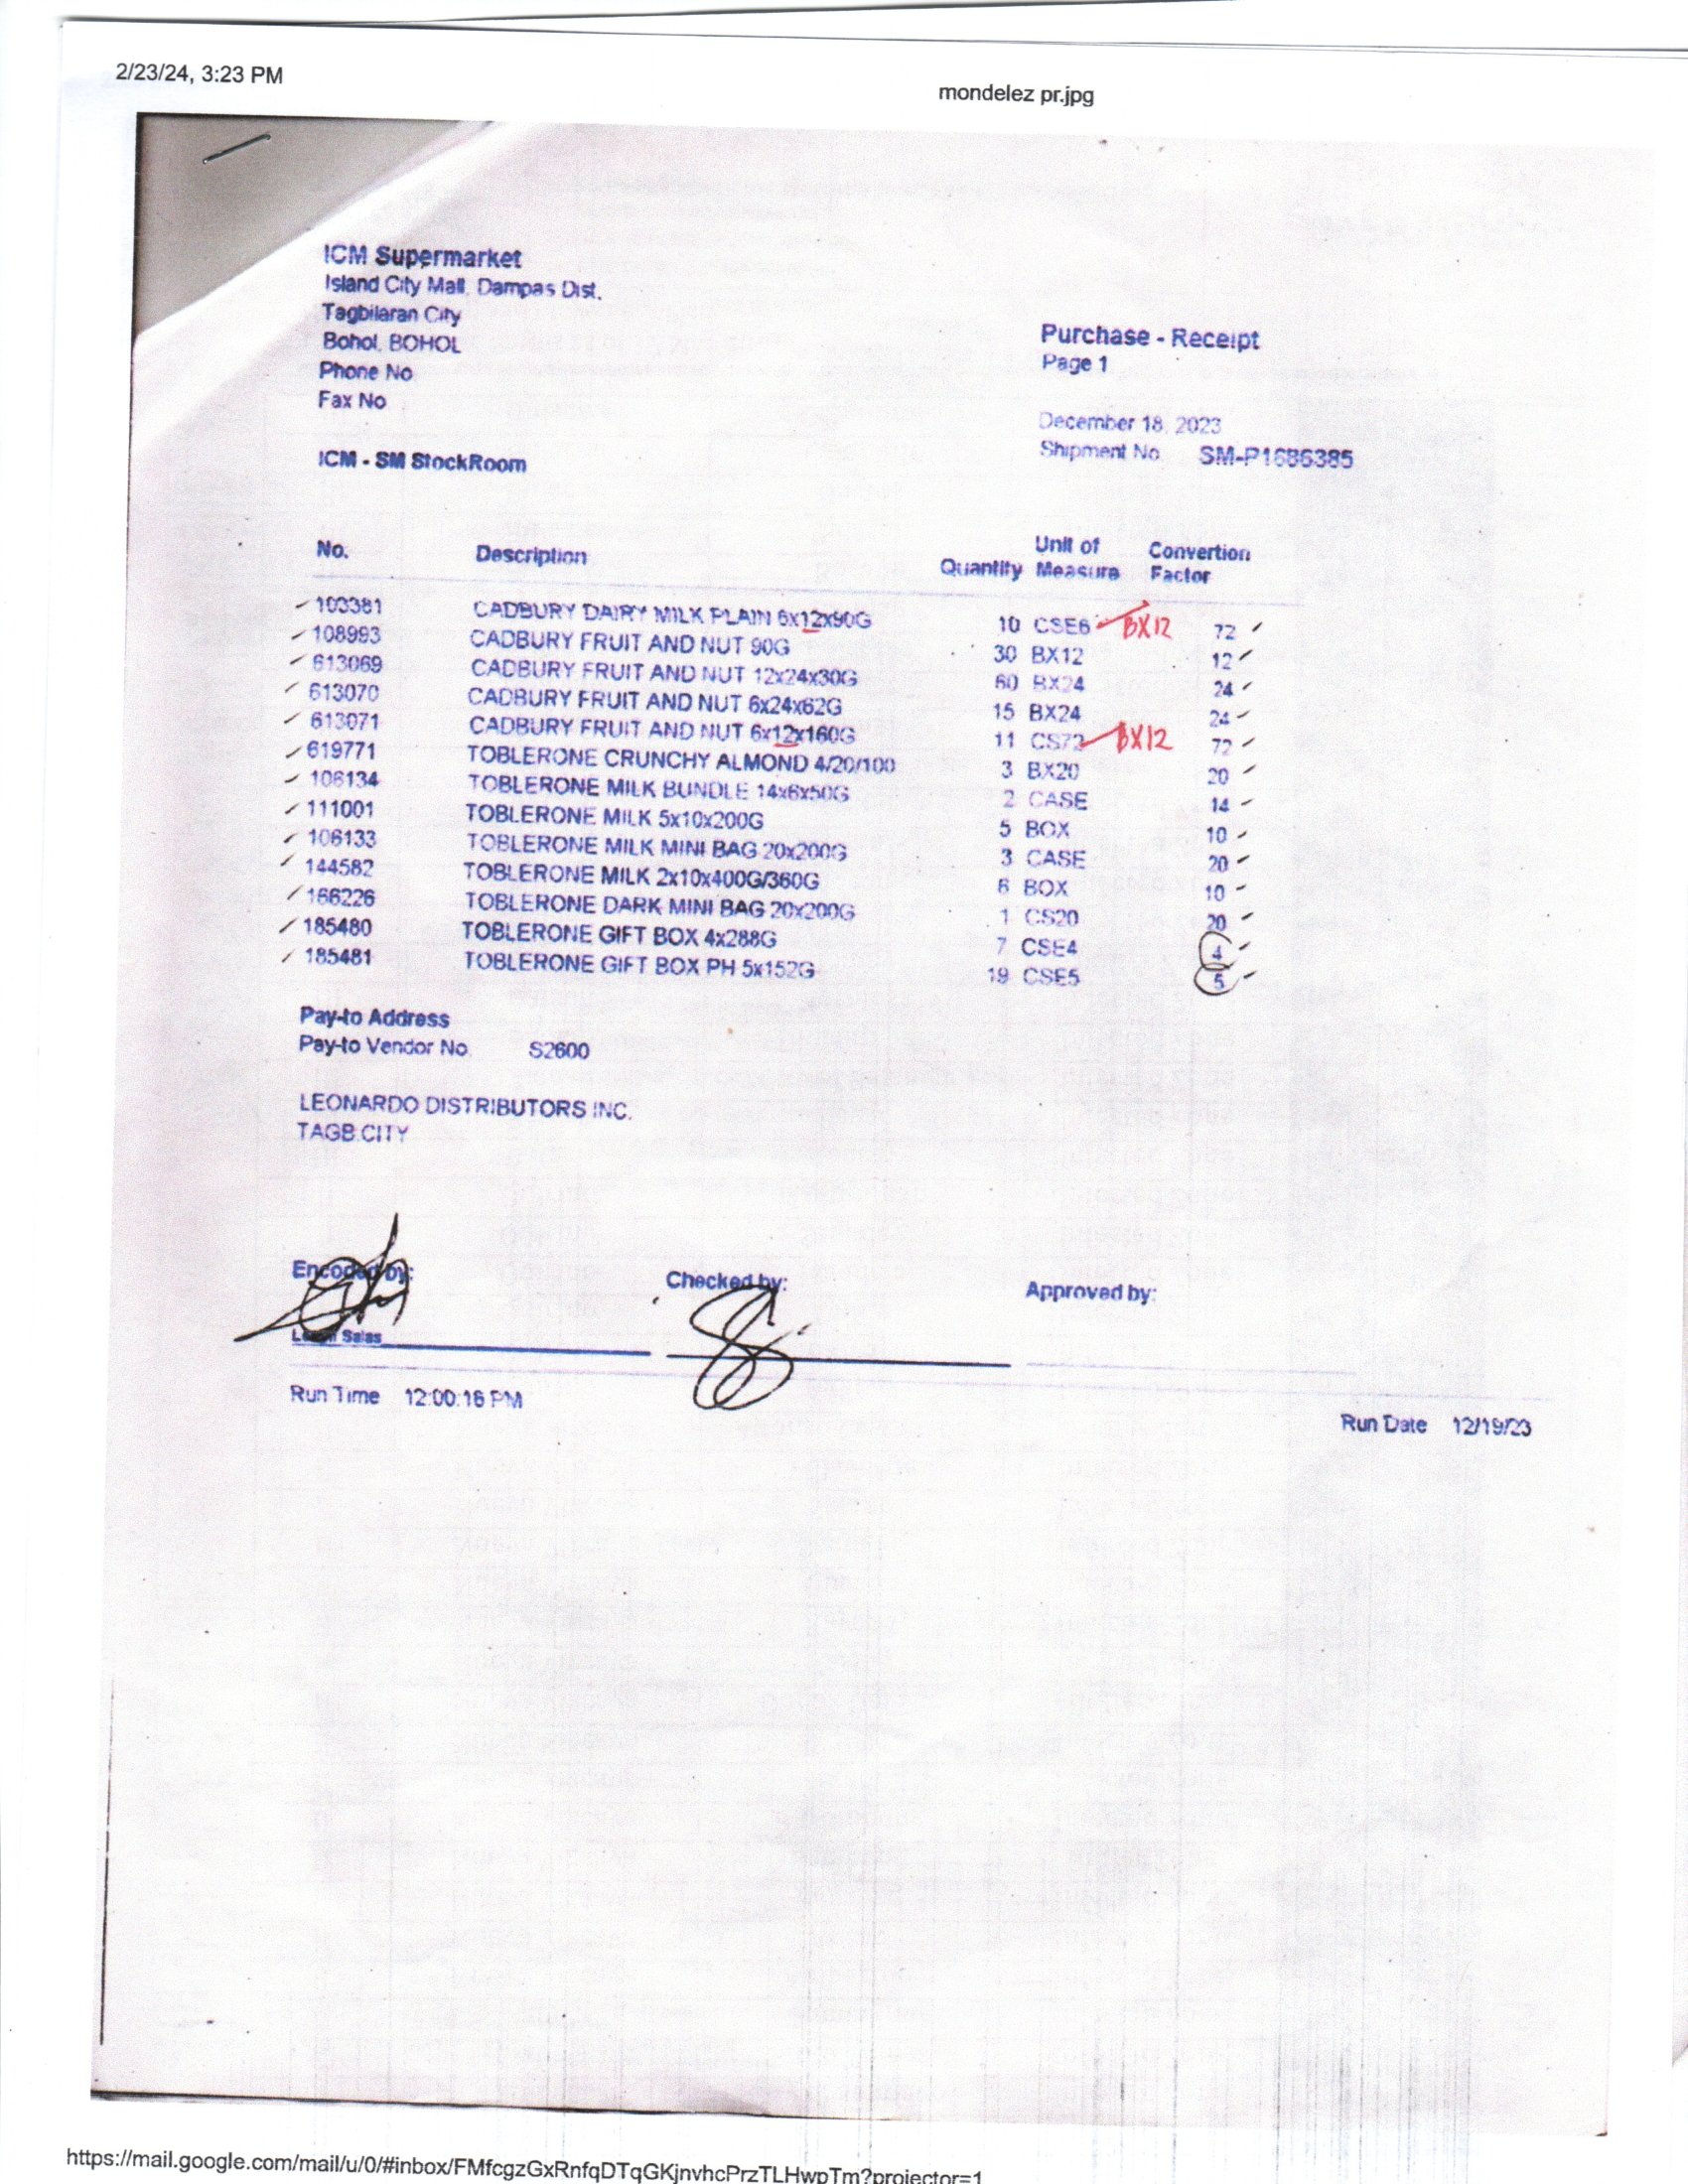 2/23/24, 3:23 PM
mondelez pr.jpg
ICM Supermarket
Island City Mall, Dampas Dist.
Tagbilaran City
Bohol, BOHOL
Phone No
Fax No
Purchase - Receipt
Page 1
December 18, 2023
Shipment No. SM-P1686385
ICM - SM StockRoom
No. Description Quantity Unit of Measure Convertion Factor
103381 CADBURY DAIRY MILK PLAIN 6x12x90G 10 CSE6 BX12 72
108993 CADBURY FRUIT AND NUT 90G 30 BX12 12
613069 CADBURY FRUIT AND NUT 12x24x30G 60 BX24 24
613070 CADBURY FRUIT AND NUT 6x24x62G 15 BX24 24
613071 CADBURY FRUIT AND NUT 6x12x160G 11 CS72 BX12 72
619771 TOBLERONE CRUNCHY ALMOND 4/20/100 3 BX20 20
106134 TOBLERONE MILK BUNDLE 14x6x50G 2 CASE 14
111001 TOBLERONE MILK 5x10x200G 5 BOX 10
106133 TOBLERONE MILK MINI BAG 20x200G 3 CASE 20
144582 TOBLERONE MILK 2x10x400G/360G 6 BOX 10
166226 TOBLERONE DARK MINI BAG 20x200G 1 CS20 20
185480 TOBLERONE GIFT BOX 4x288G 7 CSE4 4
185481 TOBLERONE GIFT BOX PH 5x152G 19 CSE5 5
Pay-to Address
Pay-to Vendor No. S2600
LEONARDO DISTRIBUTORS INC.
TAGB.CITY
Encoded by: Checked by: Approved by:
Salas
Run Time 12:00:16 PM
Run Date 12/19/23
https://mail.google.com/mail/u/0/#inbox/FMfcgzGxRnfqDTqGKjnvhcPrzTLHwpTm?projector=1